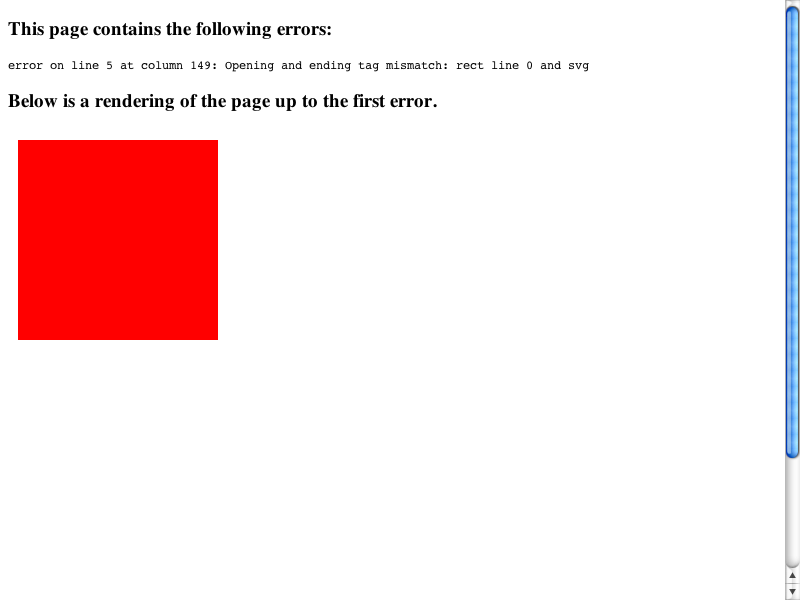 This page contains the following errors:
error on line 5 at column 149: Opening and ending tag mismatch: rect line 0 and svg
Below is a rendering of the page up to the first error.